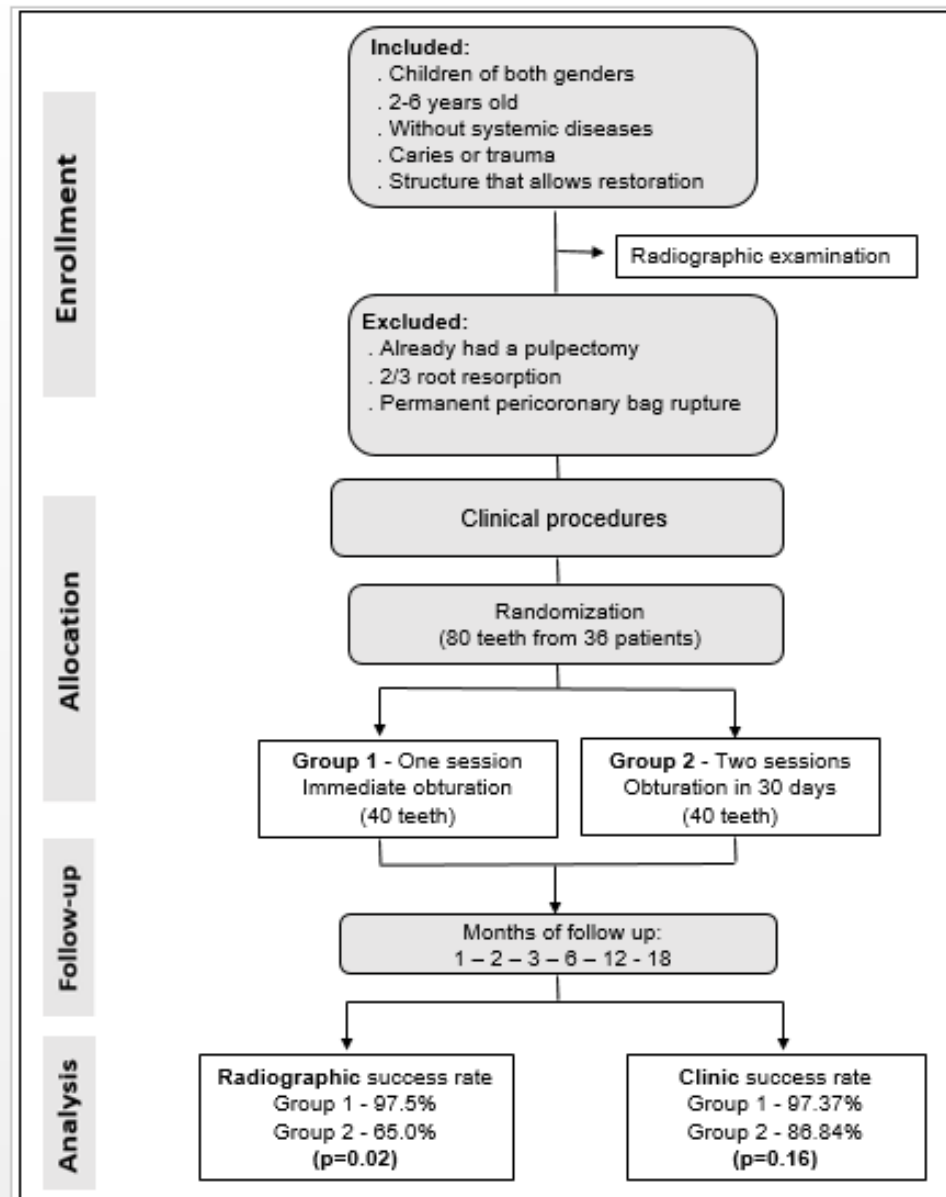 Enrollment
Included:
. Children of both genders
. 2-6 years old
. Without systemic diseases
. Caries or trauma
. Structure that allows restoration
Radiographic examination
Excluded:
. Already had a pulpectomy
. 2/3 root resorption
. Permanent pericoronary bag rupture
Allocation
Clinical procedures
Randomization
(80 teeth from 36 patients)
Group 1 - One session
Immediate obturation
(40 teeth)
Group 2 - Two sessions
Obturation in 30 days
(40 teeth)
Follow-up
Months of follow up:
1 – 2 – 3 – 6 – 12 - 18
Analysis
Radiographic success rate
Group 1 - 97.5%
Group 2 - 65.0%
(p=0.02)
Clinic success rate
Group 1 - 97.37%
Group 2 - 86.84%
(p=0.16)